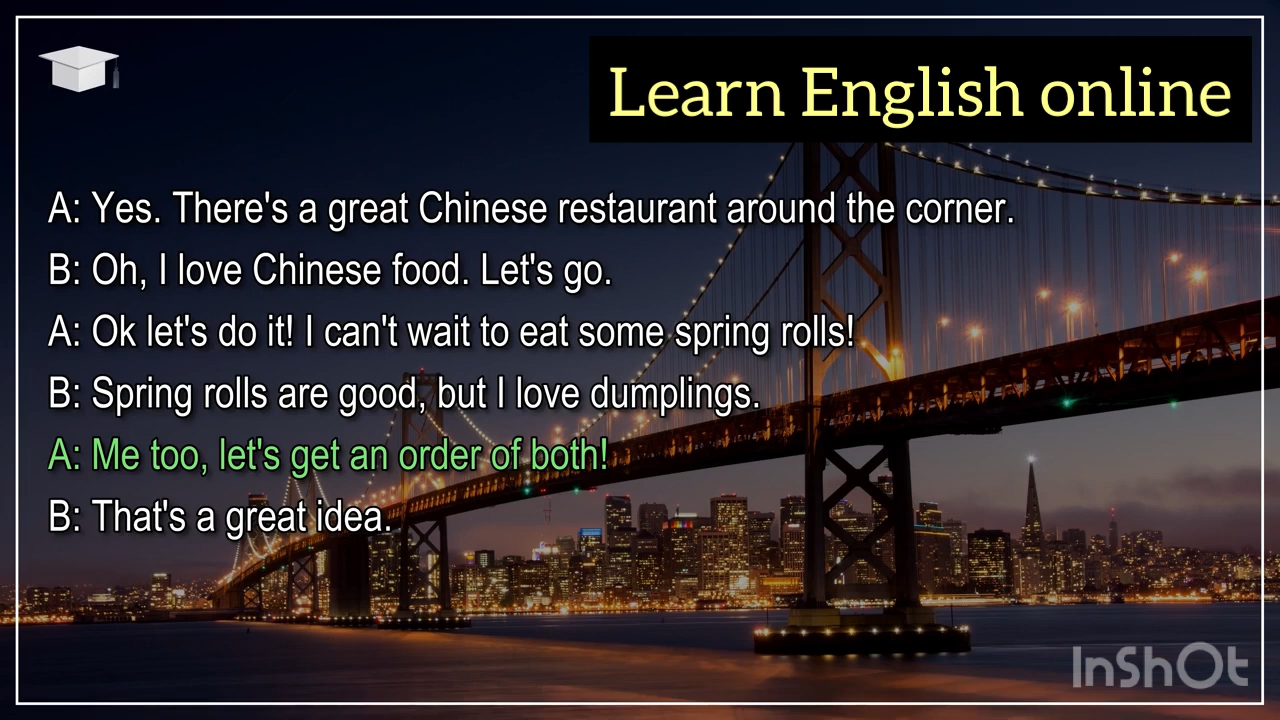 Learn English online
A: Yes. There's a great Chinese restaurant around the corner.
B: Oh, I love Chinese food. Let's go.
A: Ok let's do it! I can't wait to eat some spring rolls!
B: Spring rolls are good, but I love dumplings.
A: Me too, let's get an order of both!
B: That's a great idea.
InShOt